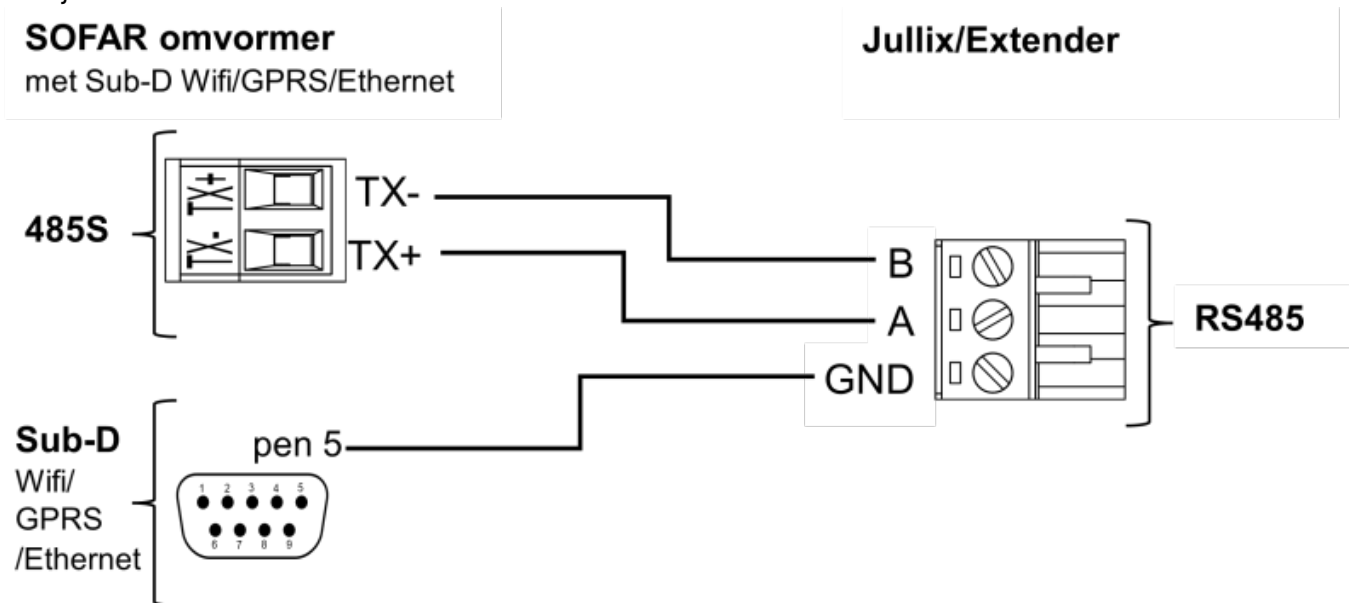 SOFAR omvormer
met Sub-D Wifi/GPRS/Ethernet
Jullix/Extender
485S
TX+
TX-
TX-
TX+
B
A
GND
RS485
Sub-D
Wifi/
GPRS
/Ethernet
pen 5
1 2 3 4 5
6 7 8 9